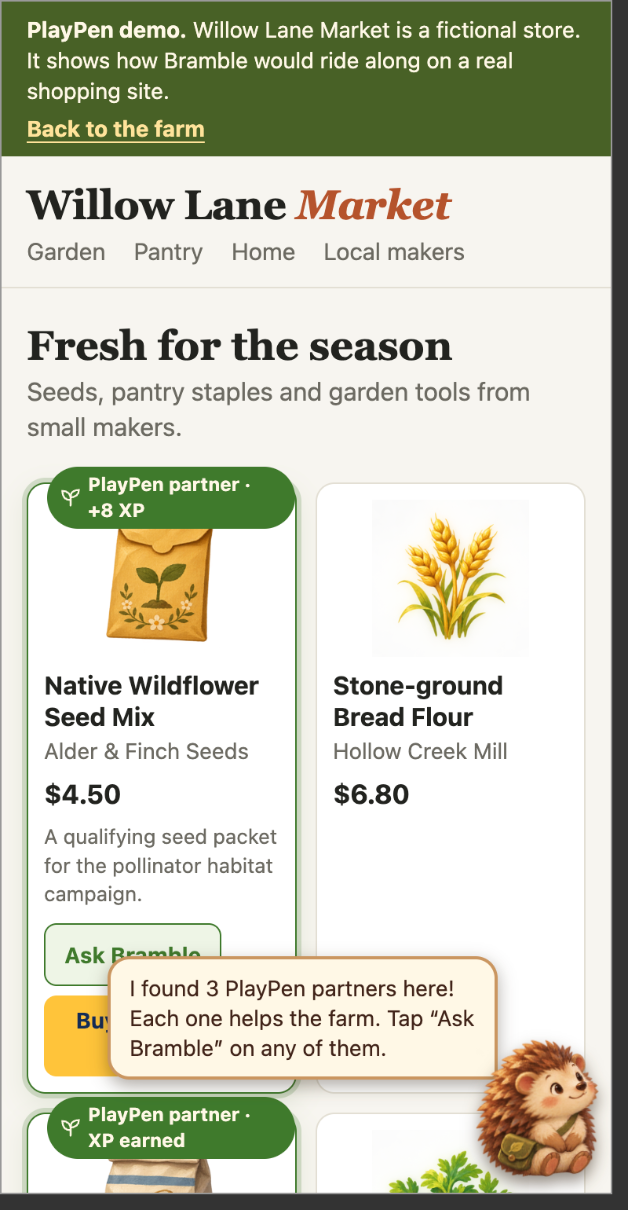 PlayPen demo. Willow Lane Market is a fictional store.
It shows how Bramble would ride along on a real
shopping site.
Back to the farm
Willow Lane Market
Garden Pantry Home Local makers
Fresh for the season
Seeds, pantry staples and garden tools from
small makers.
PlayPen partner ·
+8 XP
Native Wildflower
Seed Mix
Alder & Finch Seeds
$4.50
A qualifying seed packet
for the pollinator habitat
campaign.
Ask Bramble
Stone-ground
Bread Flour
Hollow Creek Mill
$6.80
I found 3 PlayPen partners here!
Each one helps the farm. Tap “Ask
Bramble” on any of them.
PlayPen partner ·
XP earned